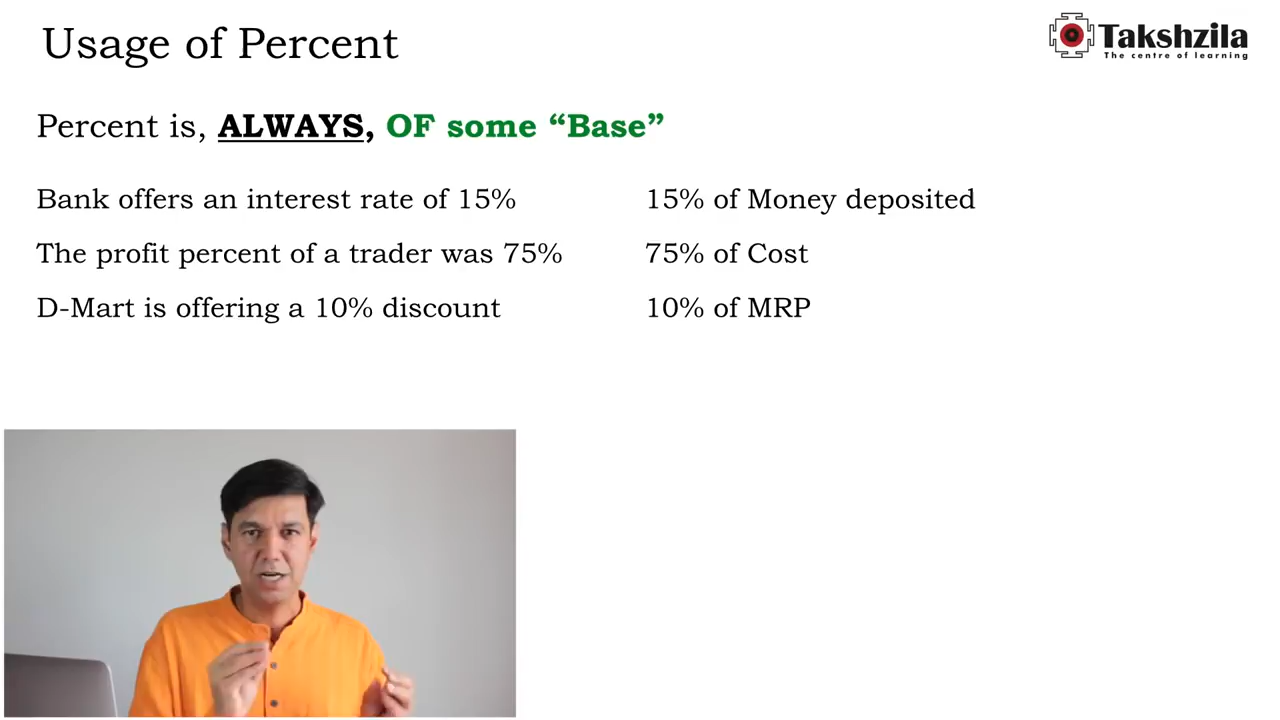 Usage of Percent
Takshzila
The centre of learning
Percent is, ALWAYS, OF some “Base”
Bank offers an interest rate of 15% 15% of Money deposited
The profit percent of a trader was 75% 75% of Cost
D-Mart is offering a 10% discount 10% of MRP